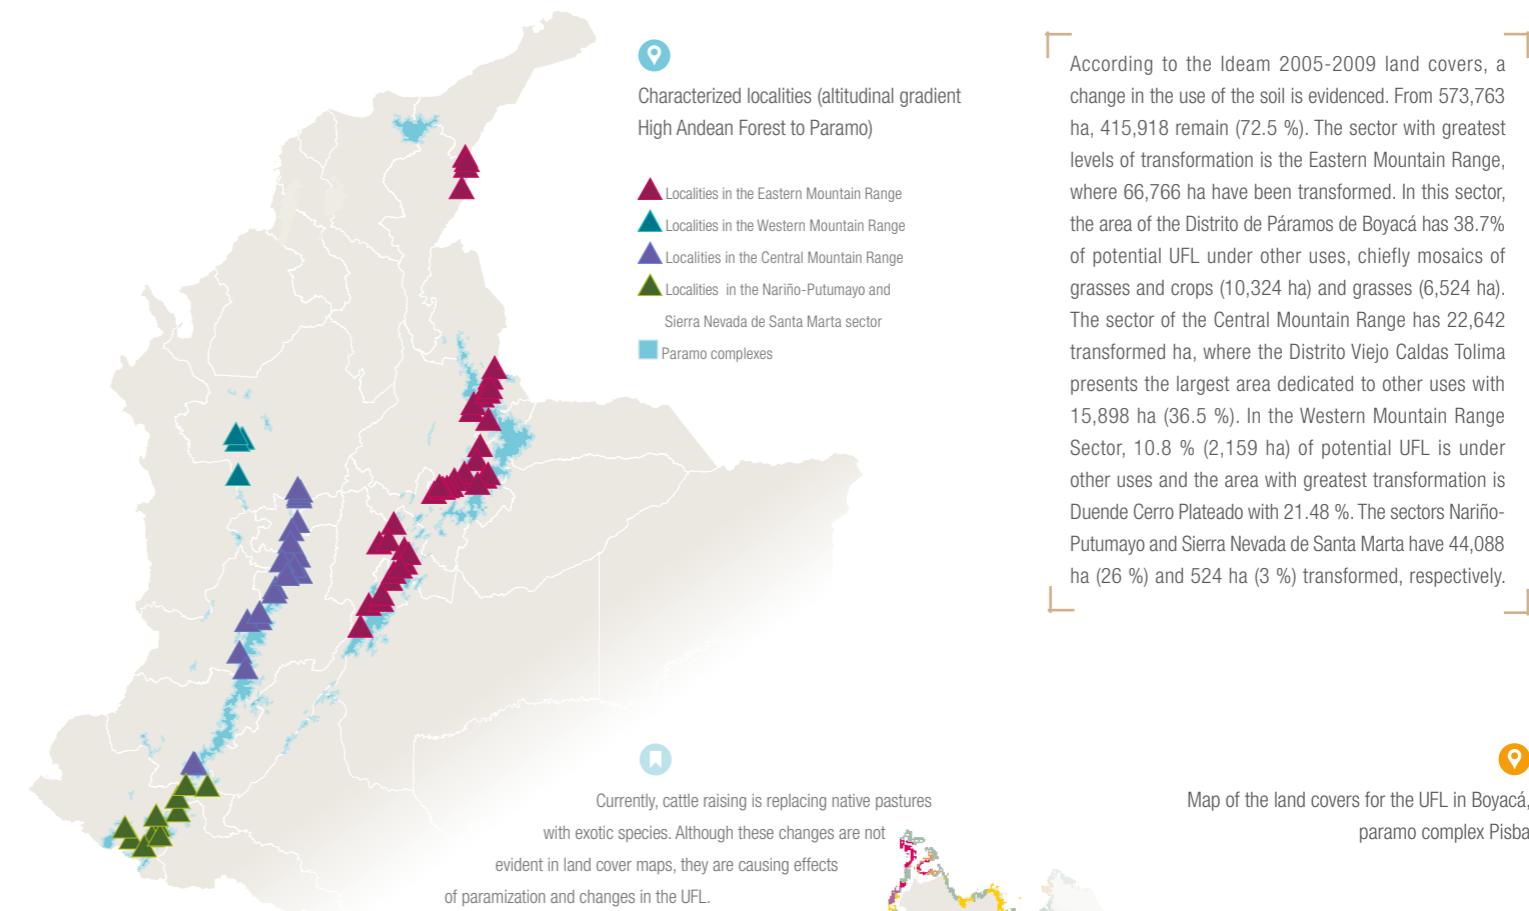 Characterized localities (altitudinal gradient
High Andean Forest to Paramo)
Localities in the Eastern Mountain Range
Localities in the Western Mountain Range
Localities in the Central Mountain Range
Localities in the Nariño-Putumayo and
Sierra Nevada de Santa Marta sector
Paramo complexes
According to the Ideam 2005-2009 land covers, a
change in the use of the soil is evidenced. From 573,763
ha, 415,918 remain (72.5 %). The sector with greatest
levels of transformation is the Eastern Mountain Range,
where 66,766 ha have been transformed. In this sector,
the area of the Distrito de Páramos de Boyacá has 38.7%
of potential UFL under other uses, chiefly mosaics of
grasses and crops (10,324 ha) and grasses (6,524 ha).
The sector of the Central Mountain Range has 22,642
transformed ha, where the Distrito Viejo Caldas Tolima
presents the largest area dedicated to other uses with
15,898 ha (36.5 %). In the Western Mountain Range
Sector, 10.8 % (2,159 ha) of potential UFL is under
other uses and the area with greatest transformation is
Duende Cerro Plateado with 21.48 %. The sectors Nariño-
Putumayo and Sierra Nevada de Santa Marta have 44,088
ha (26 %) and 524 ha (3 %) transformed, respectively.
Currently, cattle raising is replacing native pastures
with exotic species. Although these changes are not
evident in land cover maps, they are causing effects
of paramization and changes in the UFL.
Map of the land covers for the UFL in Boyacá,
paramo complex Pisba